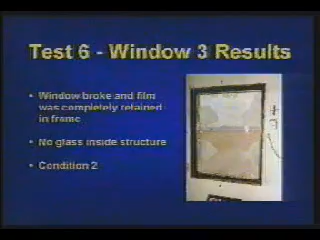 Test 6 - Window 3 Results
• Window broke and film
was completely retained
in frame
• No glass inside structure
• Condition 2